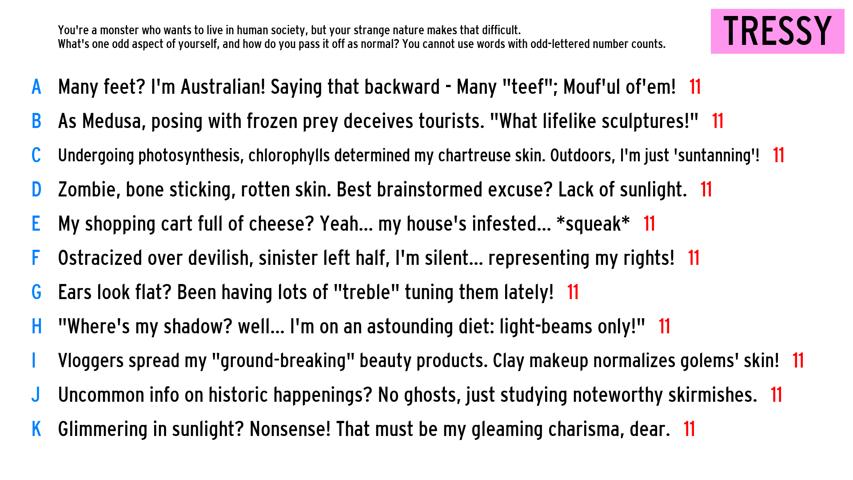 You're a monster who wants to live in human society, but your strange nature makes that difficult.
What's one odd aspect of yourself, and how do you pass it off as normal? You cannot use words with odd-lettered number counts.
TRESSY
A Many feet? I'm Australian! Saying that backward - Many "teef"; Mouf'ul of'em! 11
B As Medusa, posing with frozen prey deceives tourists. "What lifelike sculptures!" 11
C Undergoing photosynthesis, chlorophylls determined my chartreuse skin. Outdoors, I'm just 'suntanning'! 11
D Zombie, bone sticking, rotten skin. Best brainstormed excuse? Lack of sunlight. 11
E My shopping cart full of cheese? Yeah... my house's infested... *squeak* 11
F Ostracized over devilish, sinister left half, I'm silent... representing my rights! 11
G Ears look flat? Been having lots of "treble" tuning them lately! 11
H "Where's my shadow? well... I'm on an astounding diet: light-beams only!" 11
I Vloggers spread my "ground-breaking" beauty products. Clay makeup normalizes golems' skin! 11
J Uncommon info on historic happenings? No ghosts, just studying noteworthy skirmishes. 11
K Glimmering in sunlight? Nonsense! That must be my gleaming charisma, dear. 11